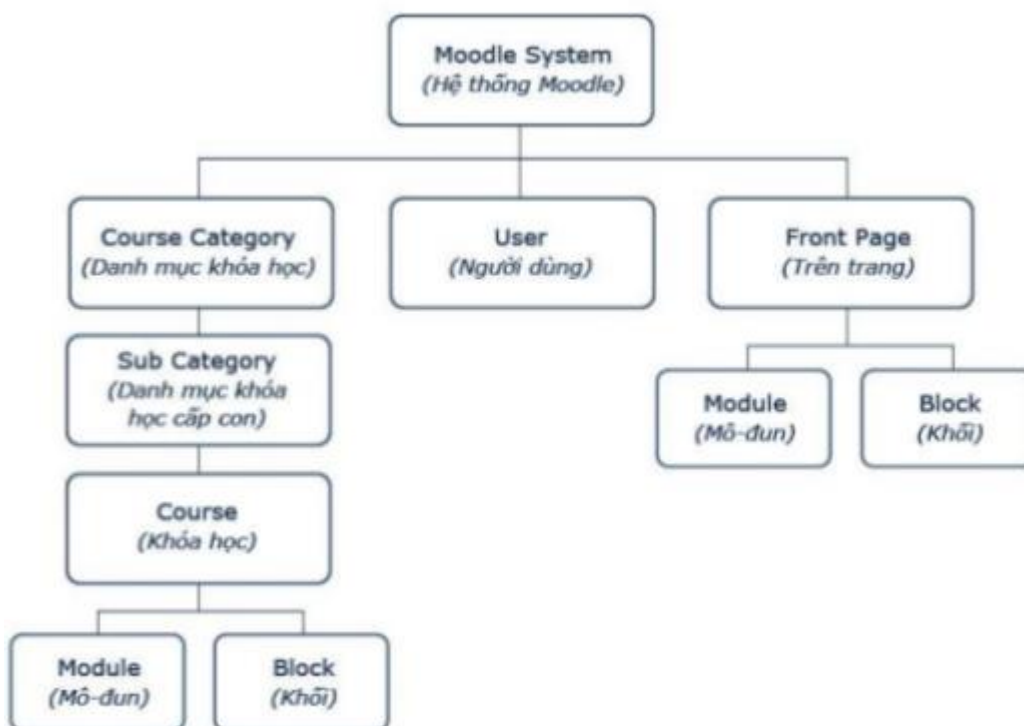 Moodle System
(Hệ thống Moodle)
Course Category
(Danh mục khóa học)
User
(Người dùng)
Front Page
(Trên trang)
Sub Category
(Danh mục khóa
học cấp con)
Module
(Mô-đun)
Block
(Khối)
Course
(Khóa học)
Module
(Mô-đun)
Block
(Khối)